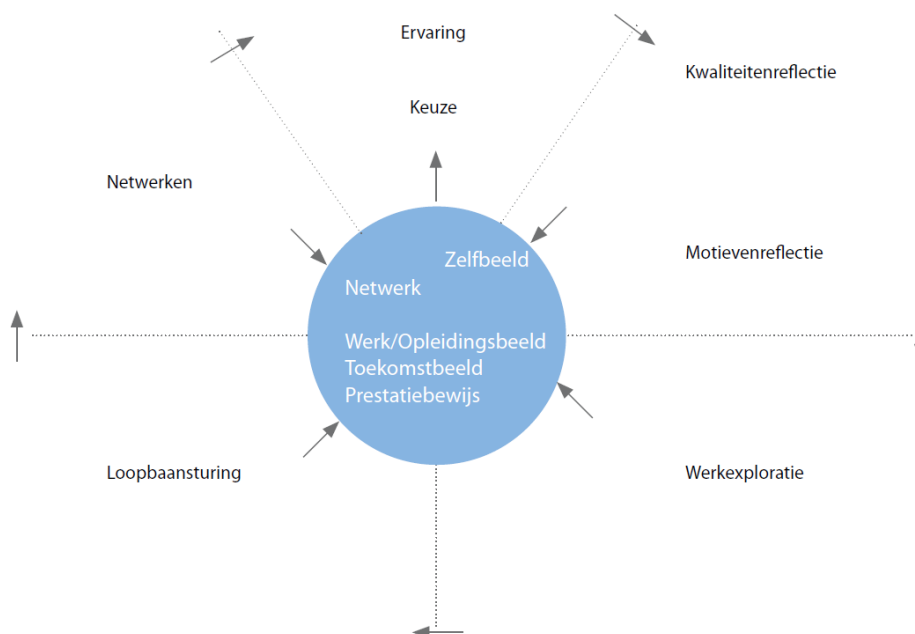 Ervaring
Kwaliteitenreflectie
Keuze
Netwerken
Motievenreflectie
Zelfbeeld
Netwerk
Werk/Opleidingsbeeld
Toekomstbeeld
Prestatiebewijs
Loopbaansturing
Werkexploratie